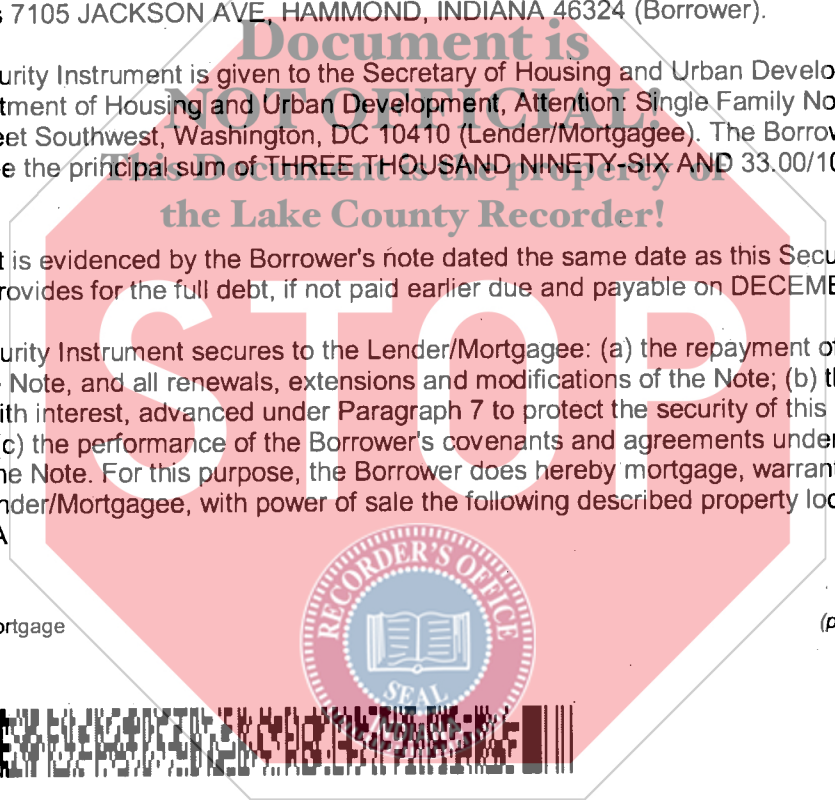 7105 JACKSON AVE, HAMMOND, INDIANA 46324 (Borrower).
Document is
urity Instrument is given to the Secretary of Housing and Urban Develo
tment of Housing and Urban Development, Attention: Single Family No
NOT OFFICIAL!
eet Southwest, Washington, DC 10410 (Lender/Mortgagee). The Borrow
e the principal sum of THREE THOUSAND NINETY-SIX AND 33.00/10
This Document is the property of
the Lake County Recorder!
t is evidenced by the Borrower's note dated the same date as this Secu
rovides for the full debt, if not paid earlier due and payable on DECEME
STOP
urity Instrument secures to the Lender/Mortgagee: (a) the repayment of
Note, and all renewals, extensions and modifications of the Note; (b) th
ith interest, advanced under Paragraph 7 to protect the security of this
(c) the performance of the Borrower's covenants and agreements under
ne Note. For this purpose, the Borrower does hereby mortgage, warrant
nder/Mortgagee, with power of sale the following described property loc
A
RECORDER'S OFFICE
SEAL
INDIANA
ortgage
(p